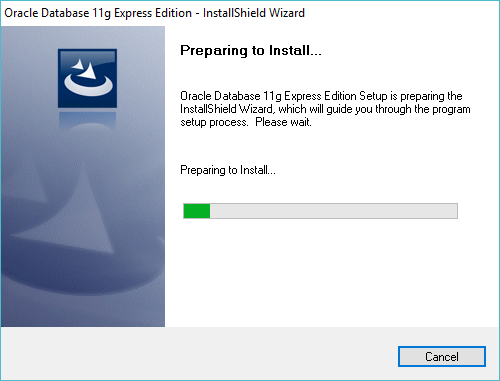 Oracle Database 11g Express Edition - InstallShield Wizard
Preparing to Install...
Oracle Database 11g Express Edition Setup is preparing the
InstallShield Wizard, which will guide you through the program
setup process. Please wait.
Preparing to Install...
Cancel